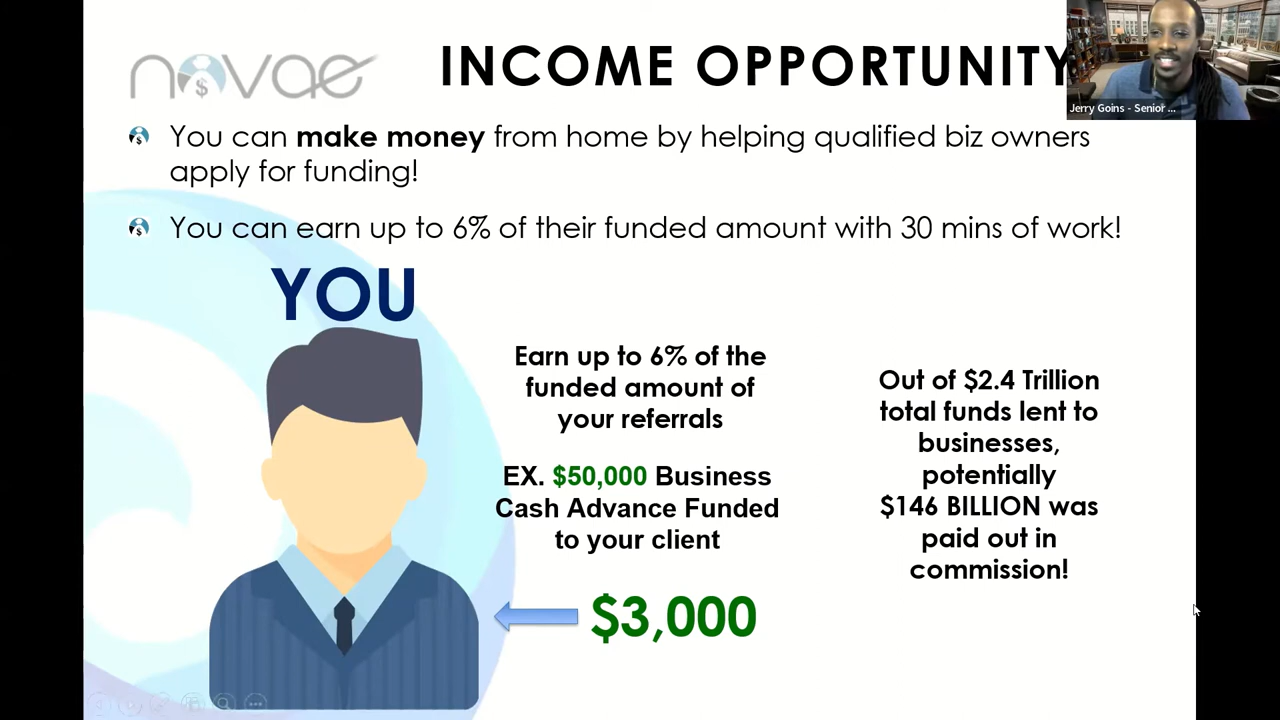 novae
INCOME OPPORTUNITY
Jerry Goins - Senior ...
You can make money from home by helping qualified biz owners
apply for funding!
You can earn up to 6% of their funded amount with 30 mins of work!
YOU
Earn up to 6% of the
funded amount of
your referrals
EX. $50,000 Business
Cash Advance Funded
to your client
$3,000
Out of $2.4 Trillion
total funds lent to
businesses,
potentially
$146 BILLION was
paid out in
commission!